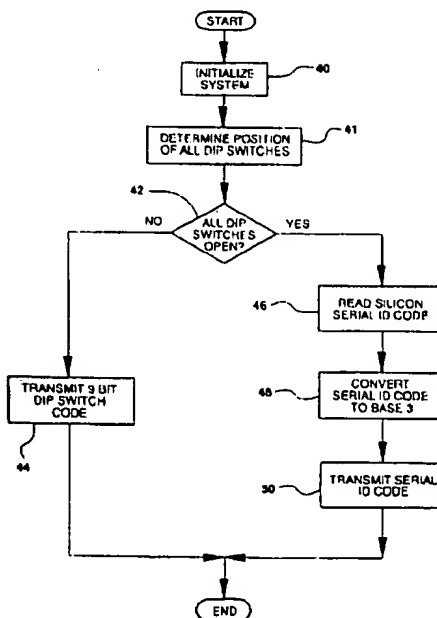 START
INITIALIZE
SYSTEM
40
DETERMINE POSITION
OF ALL DIP SWITCHES
41
42
ALL DIP
SWITCHES
OPEN?
NO
YES
46
READ SILICON
SERIAL ID CODE
TRANSMIT 9 BIT
DIP SWITCH
CODE
44
48
CONVERT
SERIAL ID CODE
TO BASE 3
50
TRANSMIT SERIAL
ID CODE
END